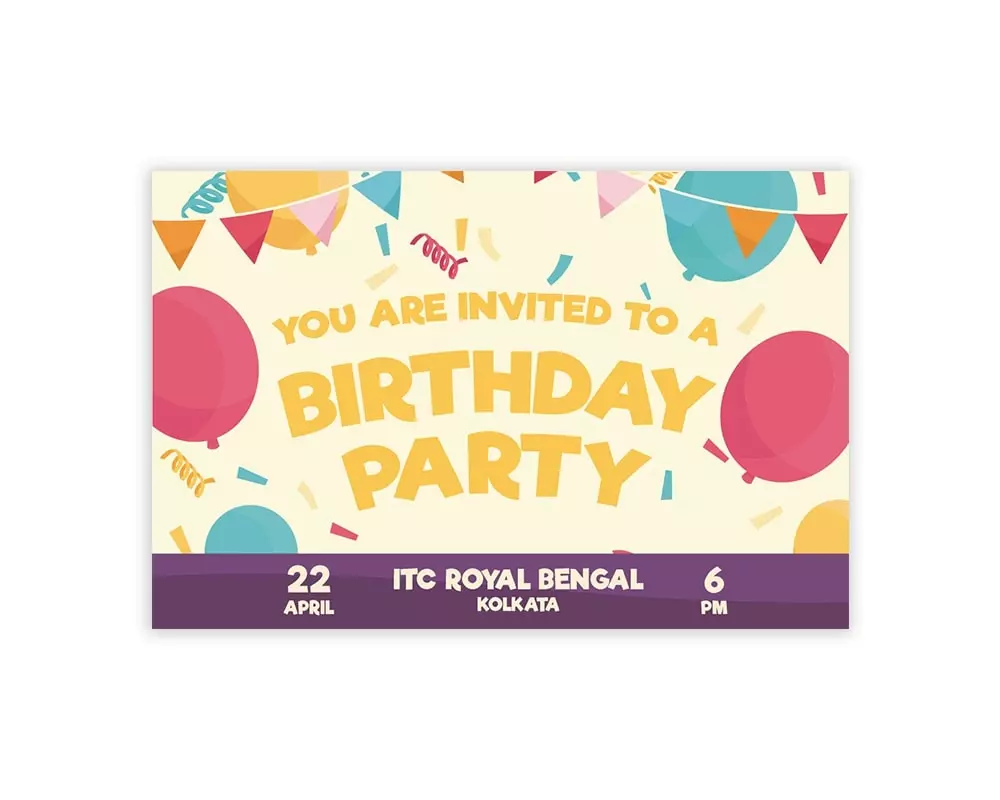 YOU ARE INVITED TO A
BIRTHDAY
PARTY
22
APRIL
ITC ROYAL BENGAL
KOLKATA
6
PM